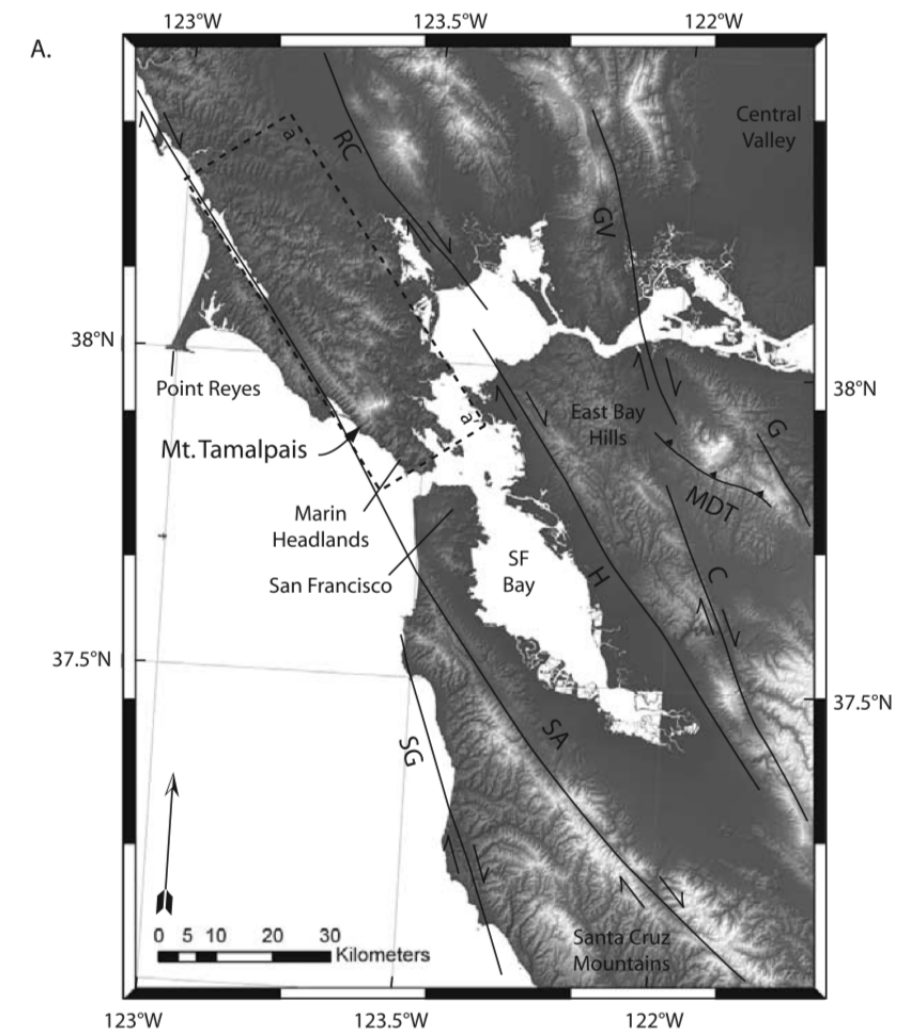 A.
123°W
123.5°W
122°W
RC
a
Central
Valley
GV
38°N
Point Reyes
38°N
a
East Bay
Hills
G
Mt. Tamalpais
MDT
Marin
Headlands
San Francisco
SF
Bay
H
C
37.5°N
37.5°N
SG
SA
0 5 10 20 30
Kilometers
Santa Cruz
Mountains
123°W
123.5°W
122°W